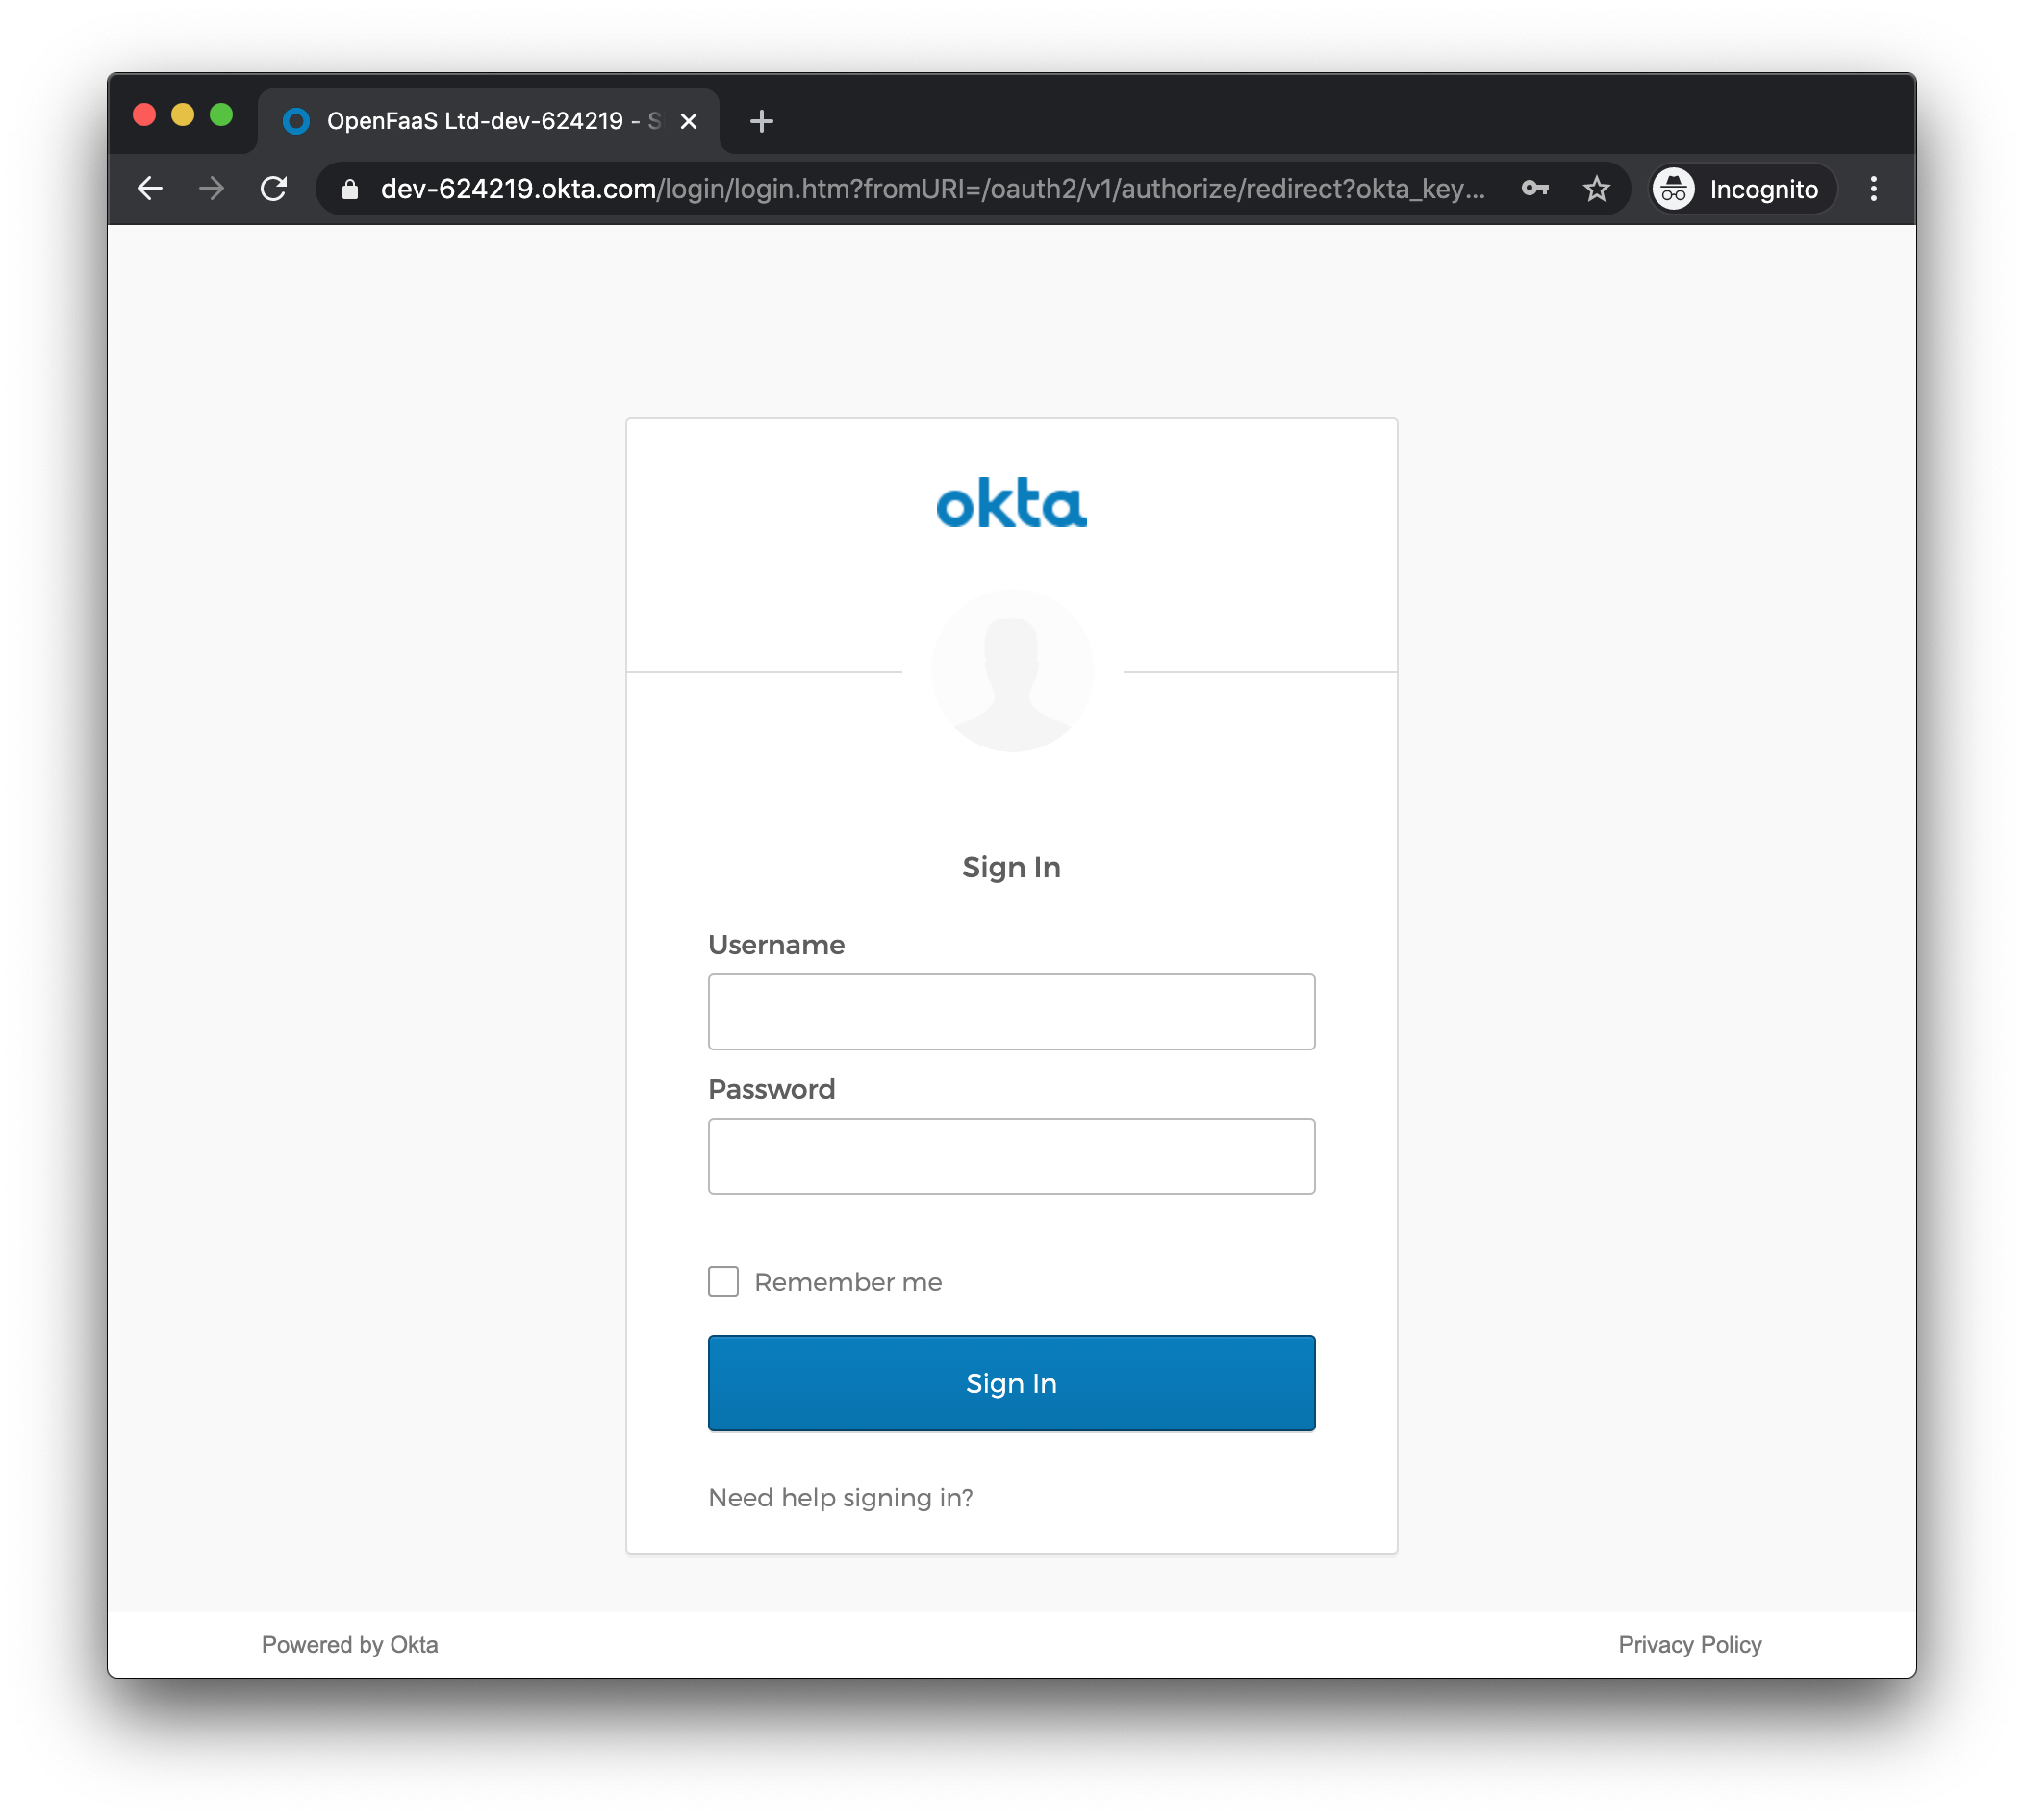 OpenFaaS Ltd-dev-624219 - S
dev-624219.okta.com/login/login.htm?fromURI=/oauth2/v1/authorize/redirect?okta_key...
Incognito
okta
Sign In
Username
Password
Remember me
Sign In
Need help signing in?
Powered by Okta
Privacy Policy